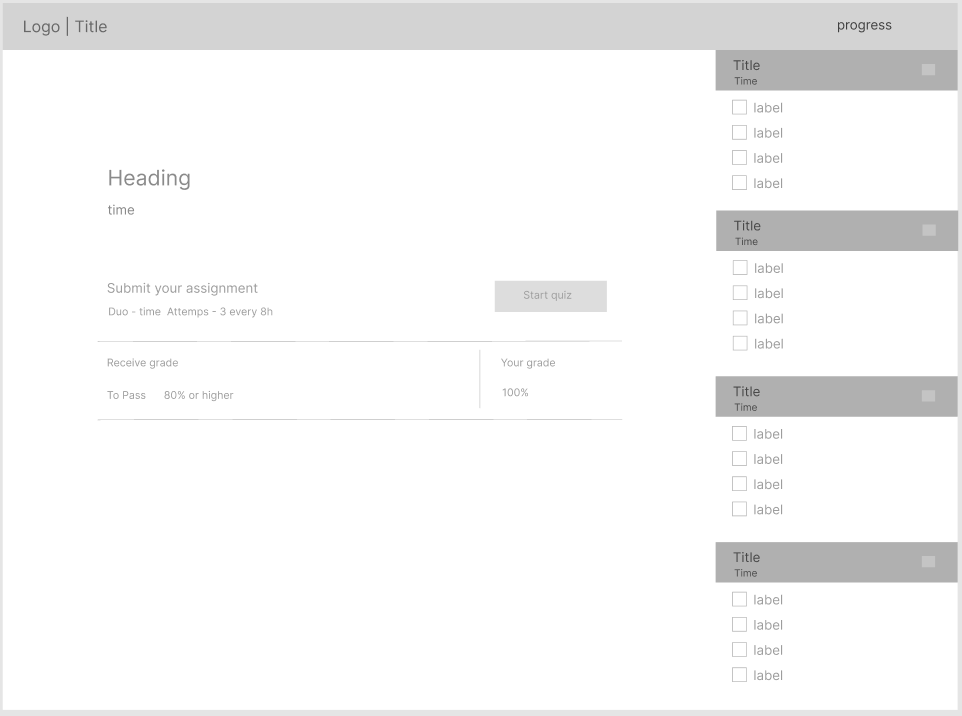 Logo | Title
progress
Heading
time
Submit your assignment
Start quiz
Duo - time  Attemps - 3 every 8h
Receive grade
Your grade
To Pass
80% or higher
100%
Title
Time
label
label
label
label
Title
Time
label
label
label
label
Title
Time
label
label
label
label
Title
Time
label
label
label
label